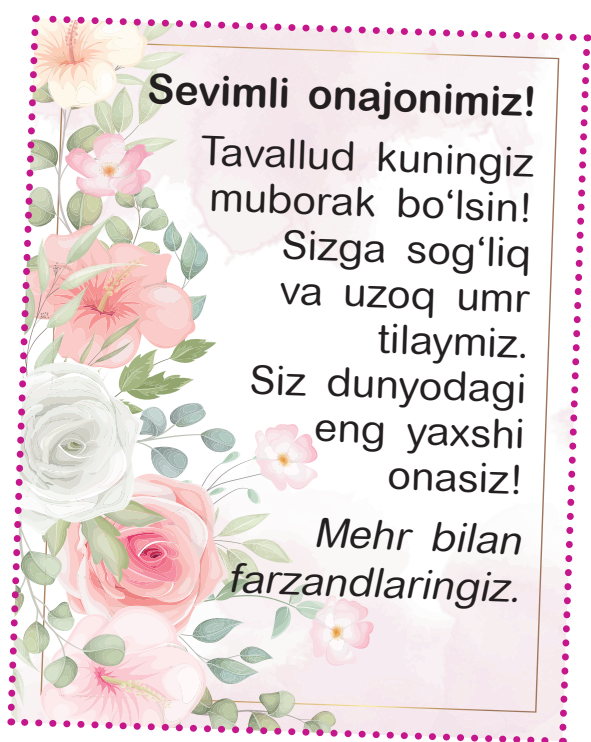 Sevimli onajonimiz!
Tavallud kuningiz
muborak bo‘lsin!
Sizga sog‘liq
va uzoq umr
tilaymiz.
Siz dunyodagi
eng yaxshi
onasiz!
Mehr bilan
farzandlaringiz.